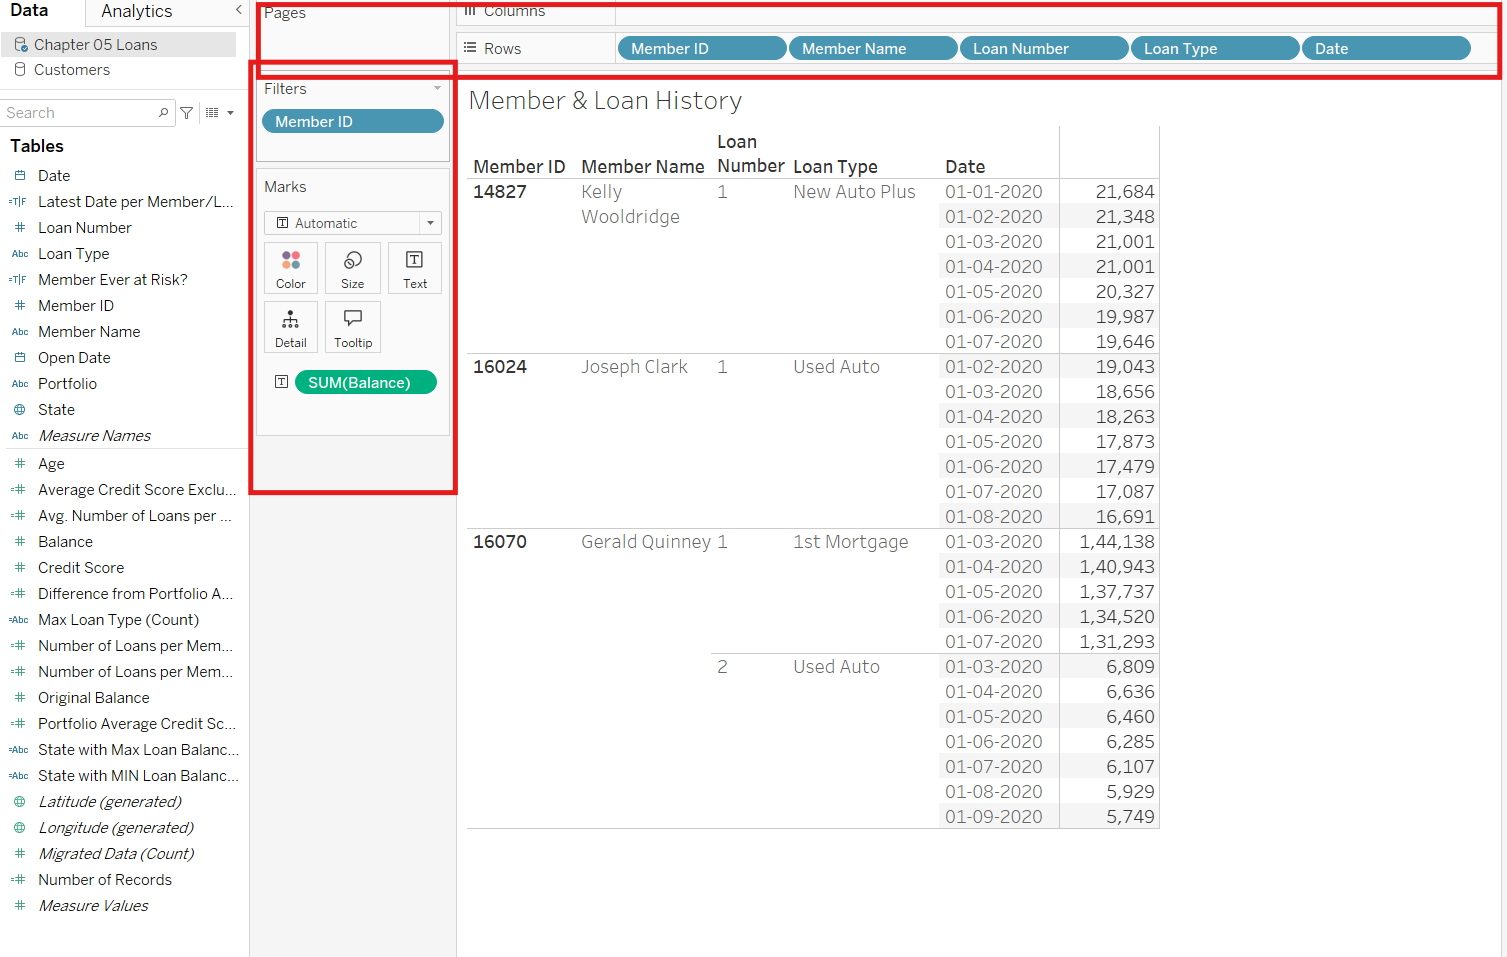 Data
Analytics
Chapter 05 Loans
Customers
Search
Tables
Date
=T|F Latest Date per Member/L...
# Loan Number
Abc Loan Type
=T|F Member Ever at Risk?
# Member ID
Abc Member Name
Open Date
Abc Portfolio
State
Abc Measure Names
# Age
=# Average Credit Score Exclu...
=# Avg. Number of Loans per ...
# Balance
# Credit Score
=# Difference from Portfolio A...
=Abc Max Loan Type (Count)
=# Number of Loans per Mem...
=# Number of Loans per Mem...
# Original Balance
=# Portfolio Average Credit Sc...
=Abc State with Max Loan Balanc...
=Abc State with MIN Loan Balanc...
Latitude (generated)
Longitude (generated)
# Migrated Data (Count)
=# Number of Records
# Measure Values
Pages
Filters
Member ID
Marks
T Automatic
Color Size T Text
Detail Tooltip
T SUM(Balance)
Columns
Rows Member ID Member Name Loan Number Loan Type Date
Member & Loan History
Member ID Member Name Loan Number Loan Type Date
14827 Kelly Wooldridge 1 New Auto Plus 01-01-2020 21,684
01-02-2020 21,348
01-03-2020 21,001
01-04-2020 21,001
01-05-2020 20,327
01-06-2020 19,987
01-07-2020 19,646
16024 Joseph Clark 1 Used Auto 01-02-2020 19,043
01-03-2020 18,656
01-04-2020 18,263
01-05-2020 17,873
01-06-2020 17,479
01-07-2020 17,087
01-08-2020 16,691
16070 Gerald Quinney 1 1st Mortgage 01-03-2020 1,44,138
01-04-2020 1,40,943
01-05-2020 1,37,737
01-06-2020 1,34,520
01-07-2020 1,31,293
2 Used Auto 01-03-2020 6,809
01-04-2020 6,636
01-05-2020 6,460
01-06-2020 6,285
01-07-2020 6,107
01-08-2020 5,929
01-09-2020 5,749